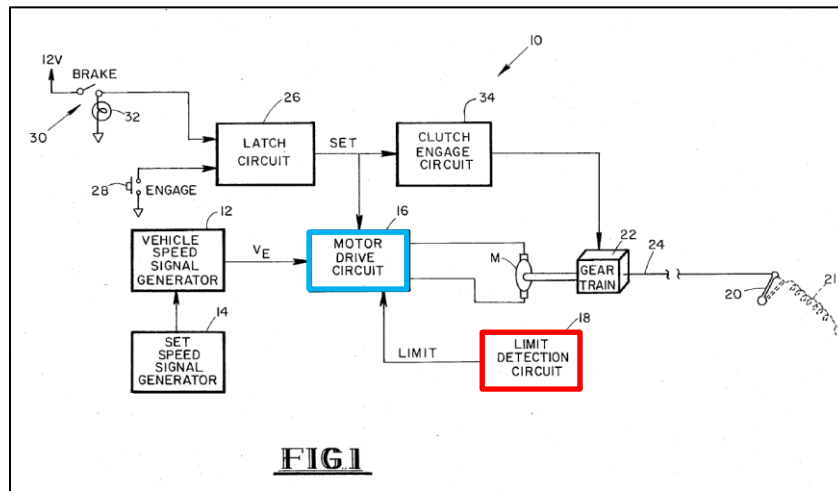 10
12V
BRAKE
32
30
26
LATCH
CIRCUIT
SET
34
CLUTCH
ENGAGE
CIRCUIT
28
ENGAGE
12
VEHICLE
SPEED
SIGNAL
GENERATOR
VE
16
MOTOR
DRIVE
CIRCUIT
M
22
GEAR
TRAIN
24
20
21
14
SET
SPEED
SIGNAL
GENERATOR
LIMIT
18
LIMIT
DETECTION
CIRCUIT
FIG.1